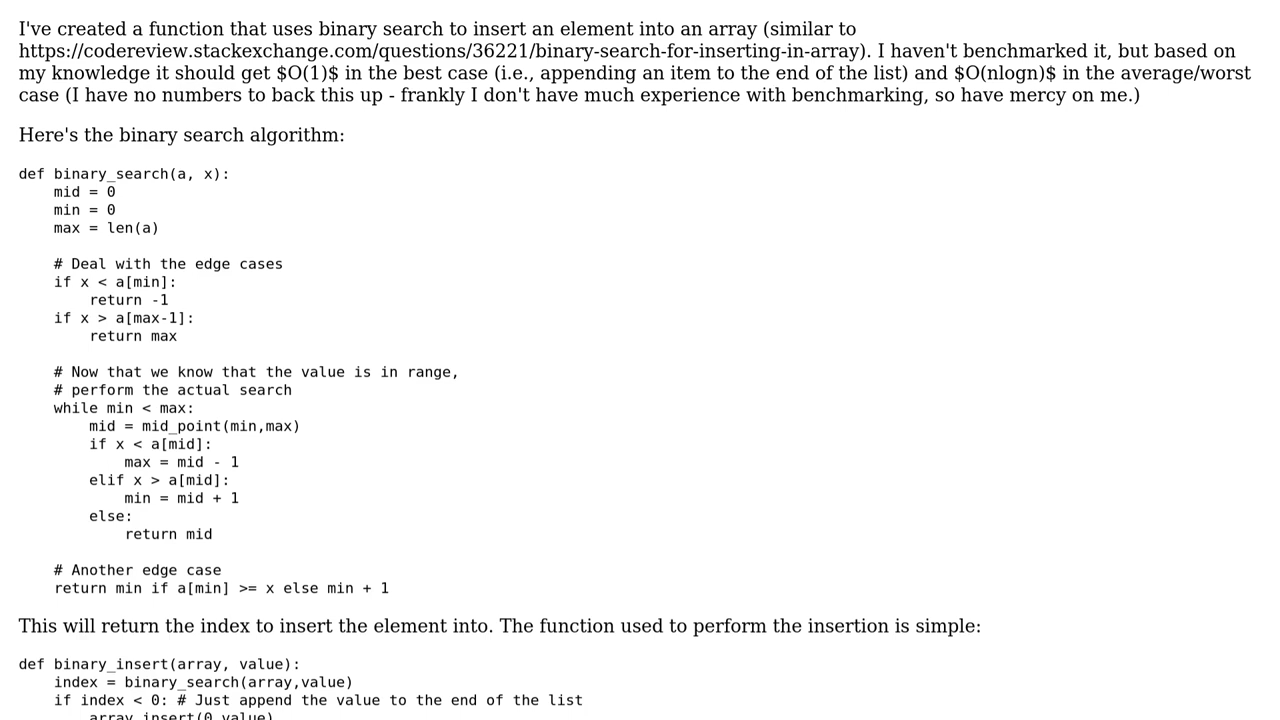 I've created a function that uses binary search to insert an element into an array (similar to
https://codereview.stackexchange.com/questions/36221/binary-search-for-inserting-in-array). I haven't benchmarked it, but based on
my knowledge it should get $O(1)$ in the best case (i.e., appending an item to the end of the list) and $O(nlogn)$ in the average/worst
case (I have no numbers to back this up - frankly I don't have much experience with benchmarking, so have mercy on me.)
Here's the binary search algorithm:
def binary_search(a, x):
    mid = 0
    min = 0
    max = len(a)
    # Deal with the edge cases
    if x < a[min]:
        return -1
    if x > a[max-1]:
        return max
    # Now that we know that the value is in range,
    # perform the actual search
    while min < max:
        mid = mid_point(min,max)
        if x < a[mid]:
            max = mid - 1
        elif x > a[mid]:
            min = mid + 1
        else:
            return mid
    # Another edge case
    return min if a[min] >= x else min + 1
This will return the index to insert the element into. The function used to perform the insertion is simple:
def binary_insert(array, value):
    index = binary_search(array,value)
    if index < 0: # Just append the value to the end of the list
        array.insert(0,value)